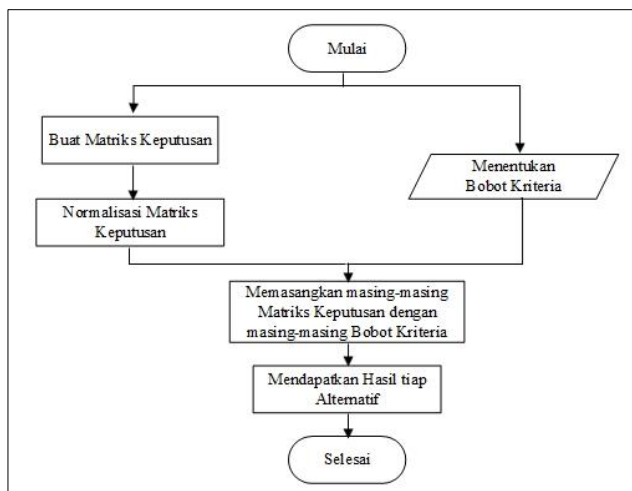 Mulai
Buat Matriks Keputusan
Menentukan
Bobot Kriteria
Normalisasi Matriks
Keputusan
Memasangkan masing-masing
Matriks Keputusan dengan
masing-masing Bobot Kriteria
Mendapatkan Hasil tiap
Alternatif
Selesai